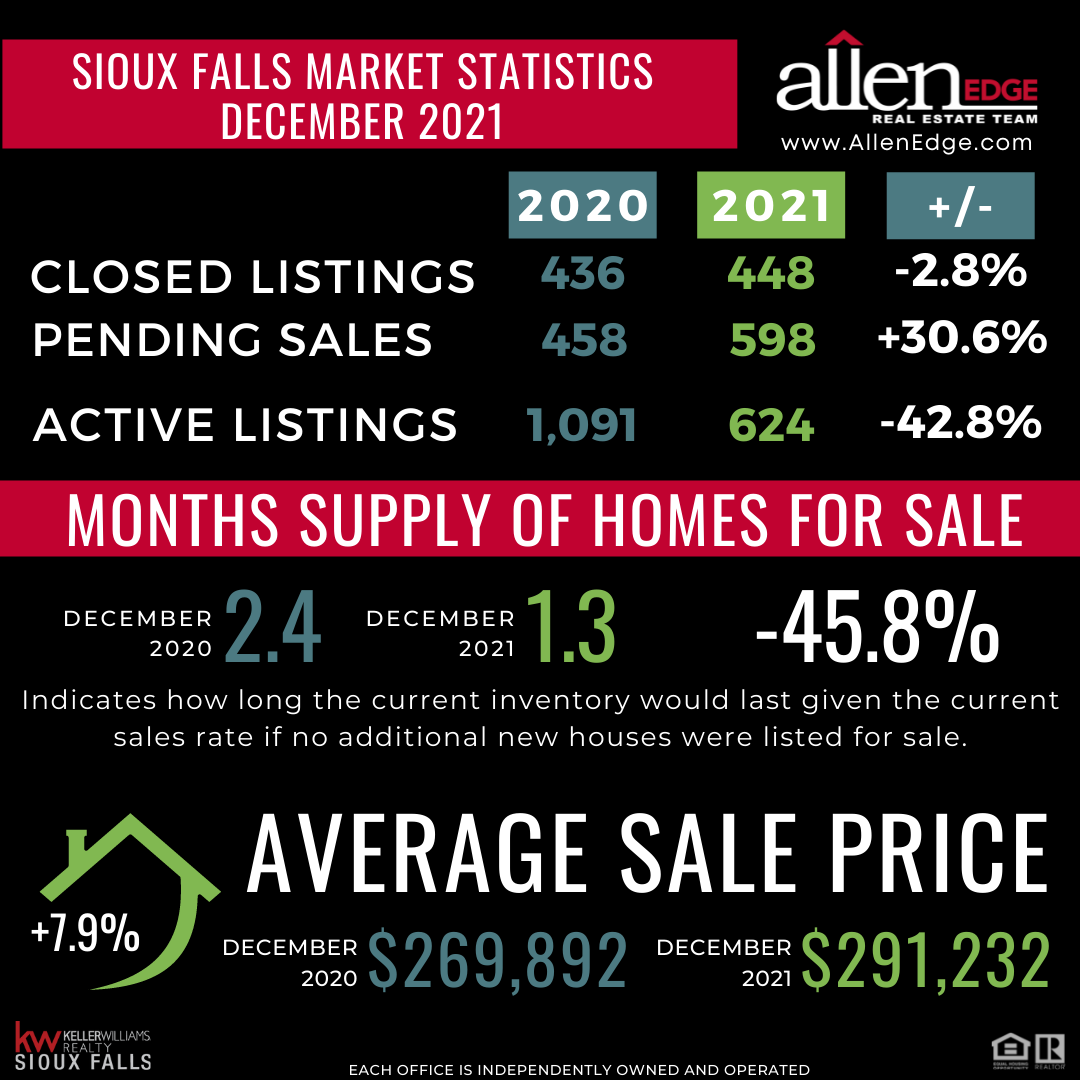 SIOUX FALLS MARKET STATISTICS
DECEMBER 2021
allen EDGE
REAL ESTATE TEAM
www.AllenEdge.com
2020 2021 +/-
CLOSED LISTINGS 436 448 -2.8%
PENDING SALES 458 598 +30.6%
ACTIVE LISTINGS 1,091 624 -42.8%
MONTHS SUPPLY OF HOMES FOR SALE
DECEMBER 2020 2.4 DECEMBER 2021 1.3 -45.8%
Indicates how long the current inventory would last given the current
sales rate if no additional new houses were listed for sale.
AVERAGE SALE PRICE
+7.9%
DECEMBER 2020 $269,892 DECEMBER 2021 $291,232
kw KELLERWILLIAMS
REALTY
SIOUX FALLS
EACH OFFICE IS INDEPENDENTLY OWNED AND OPERATED
EQUAL HOUSING
OPPORTUNITY
R
REALTOR